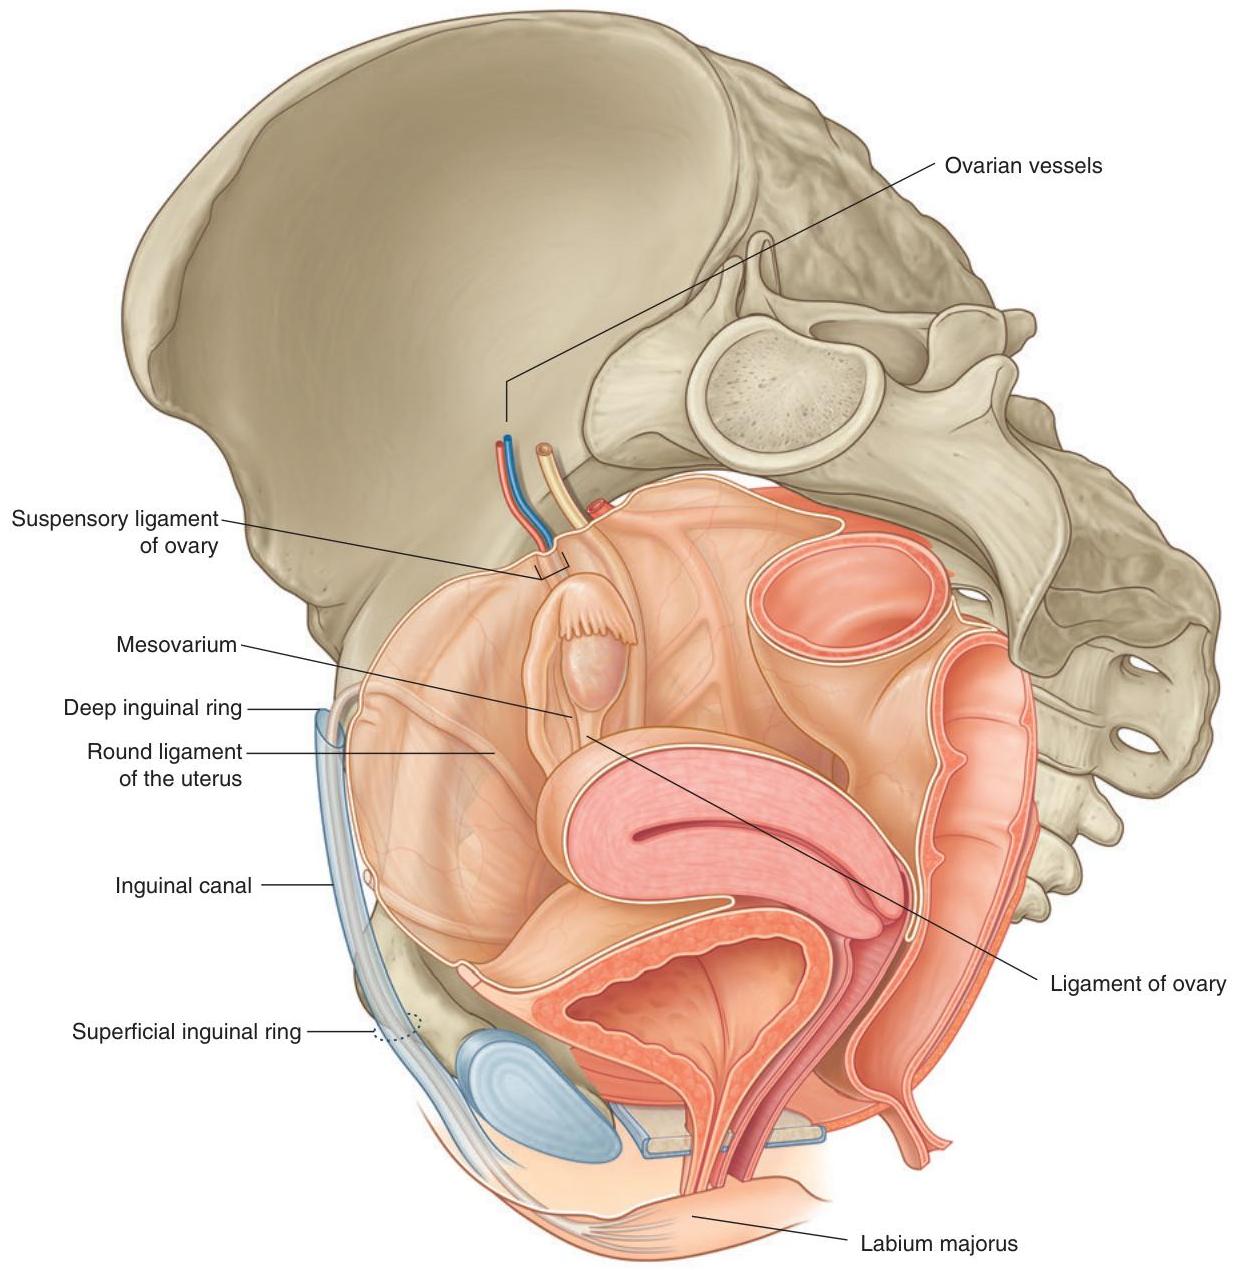 Ovarian vessels
Suspensory ligament
of ovary
Mesovarium
Deep inguinal ring
Round ligament
of the uterus
Inguinal canal
Ligament of ovary
Superficial inguinal ring
Labium majorus